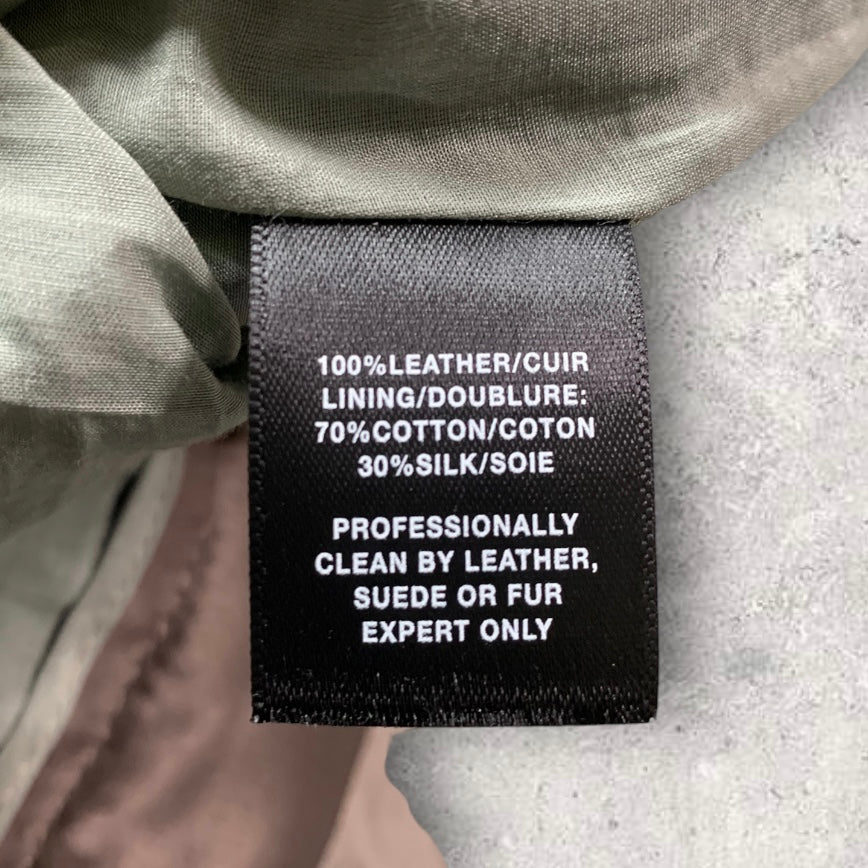 100%LEATHER/CUIR
LINING/DOUBLURE:
70%COTTON/COTON
30%SILK/SOIE
PROFESSIONALLY
CLEAN BY LEATHER,
SUEDE OR FUR
EXPERT ONLY